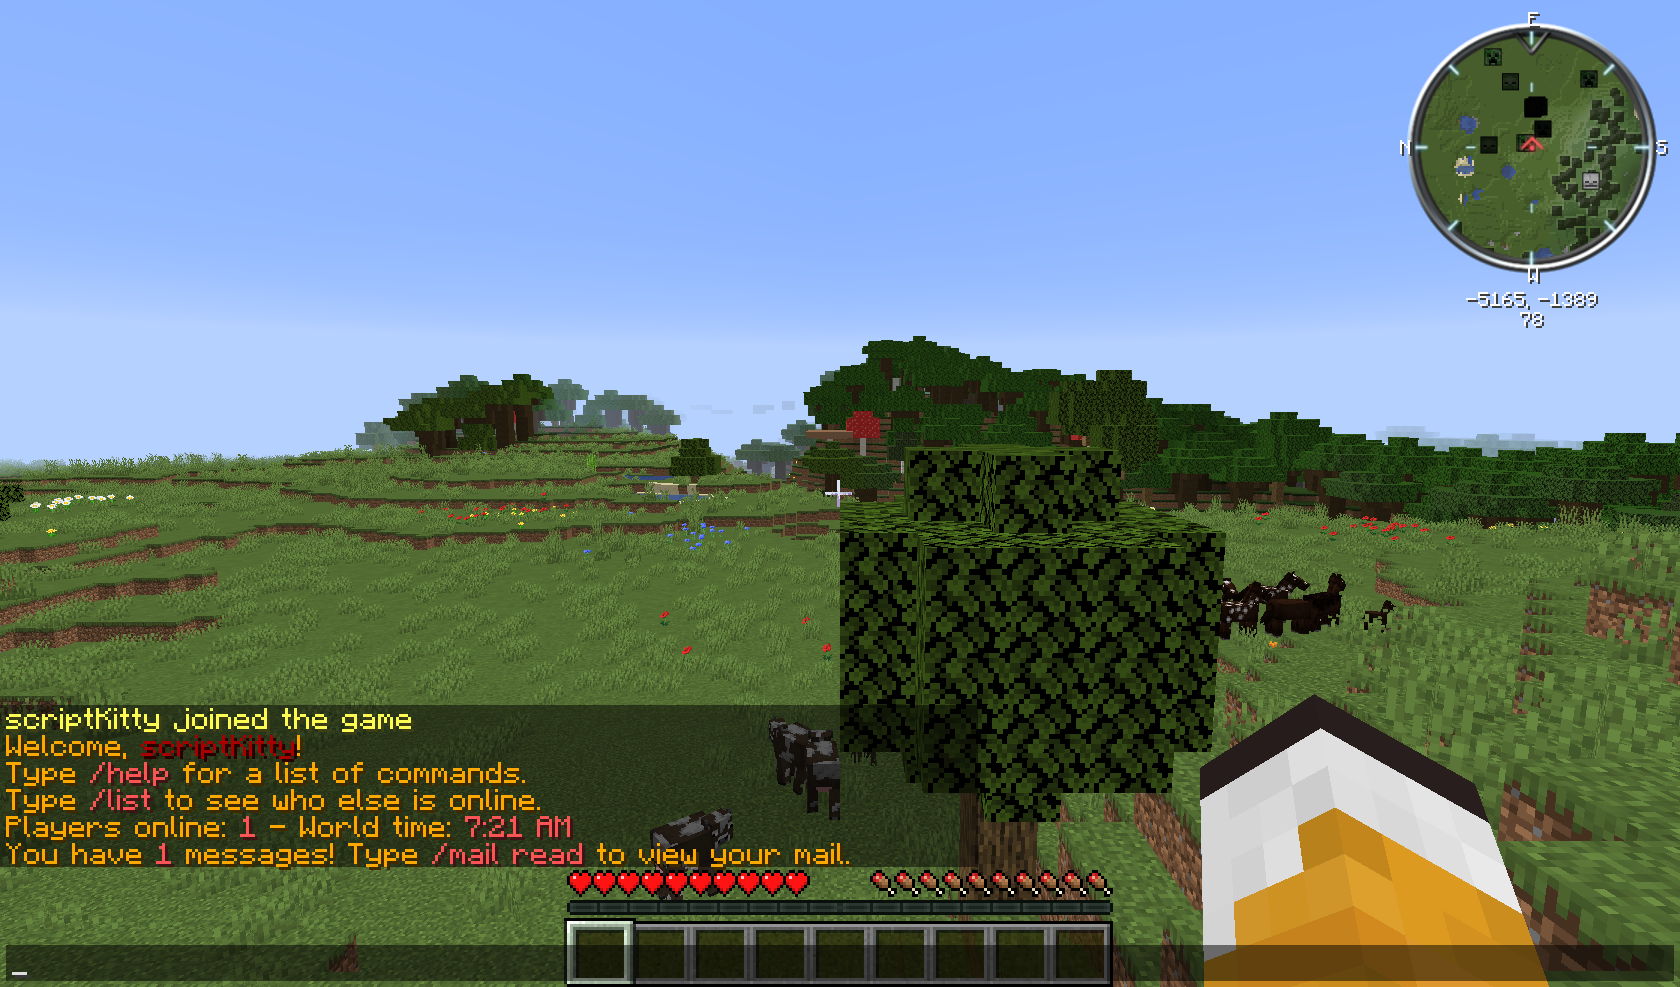 E
N
S
W
-5165, -1389
78
scriptKitty joined the game
Welcome, scriptKitty!
Type /help for a list of commands.
Type /list to see who else is online.
Players online: 1 - World time: 7:21 AM
You have 1 messages! Type /mail read to view your mail.
_